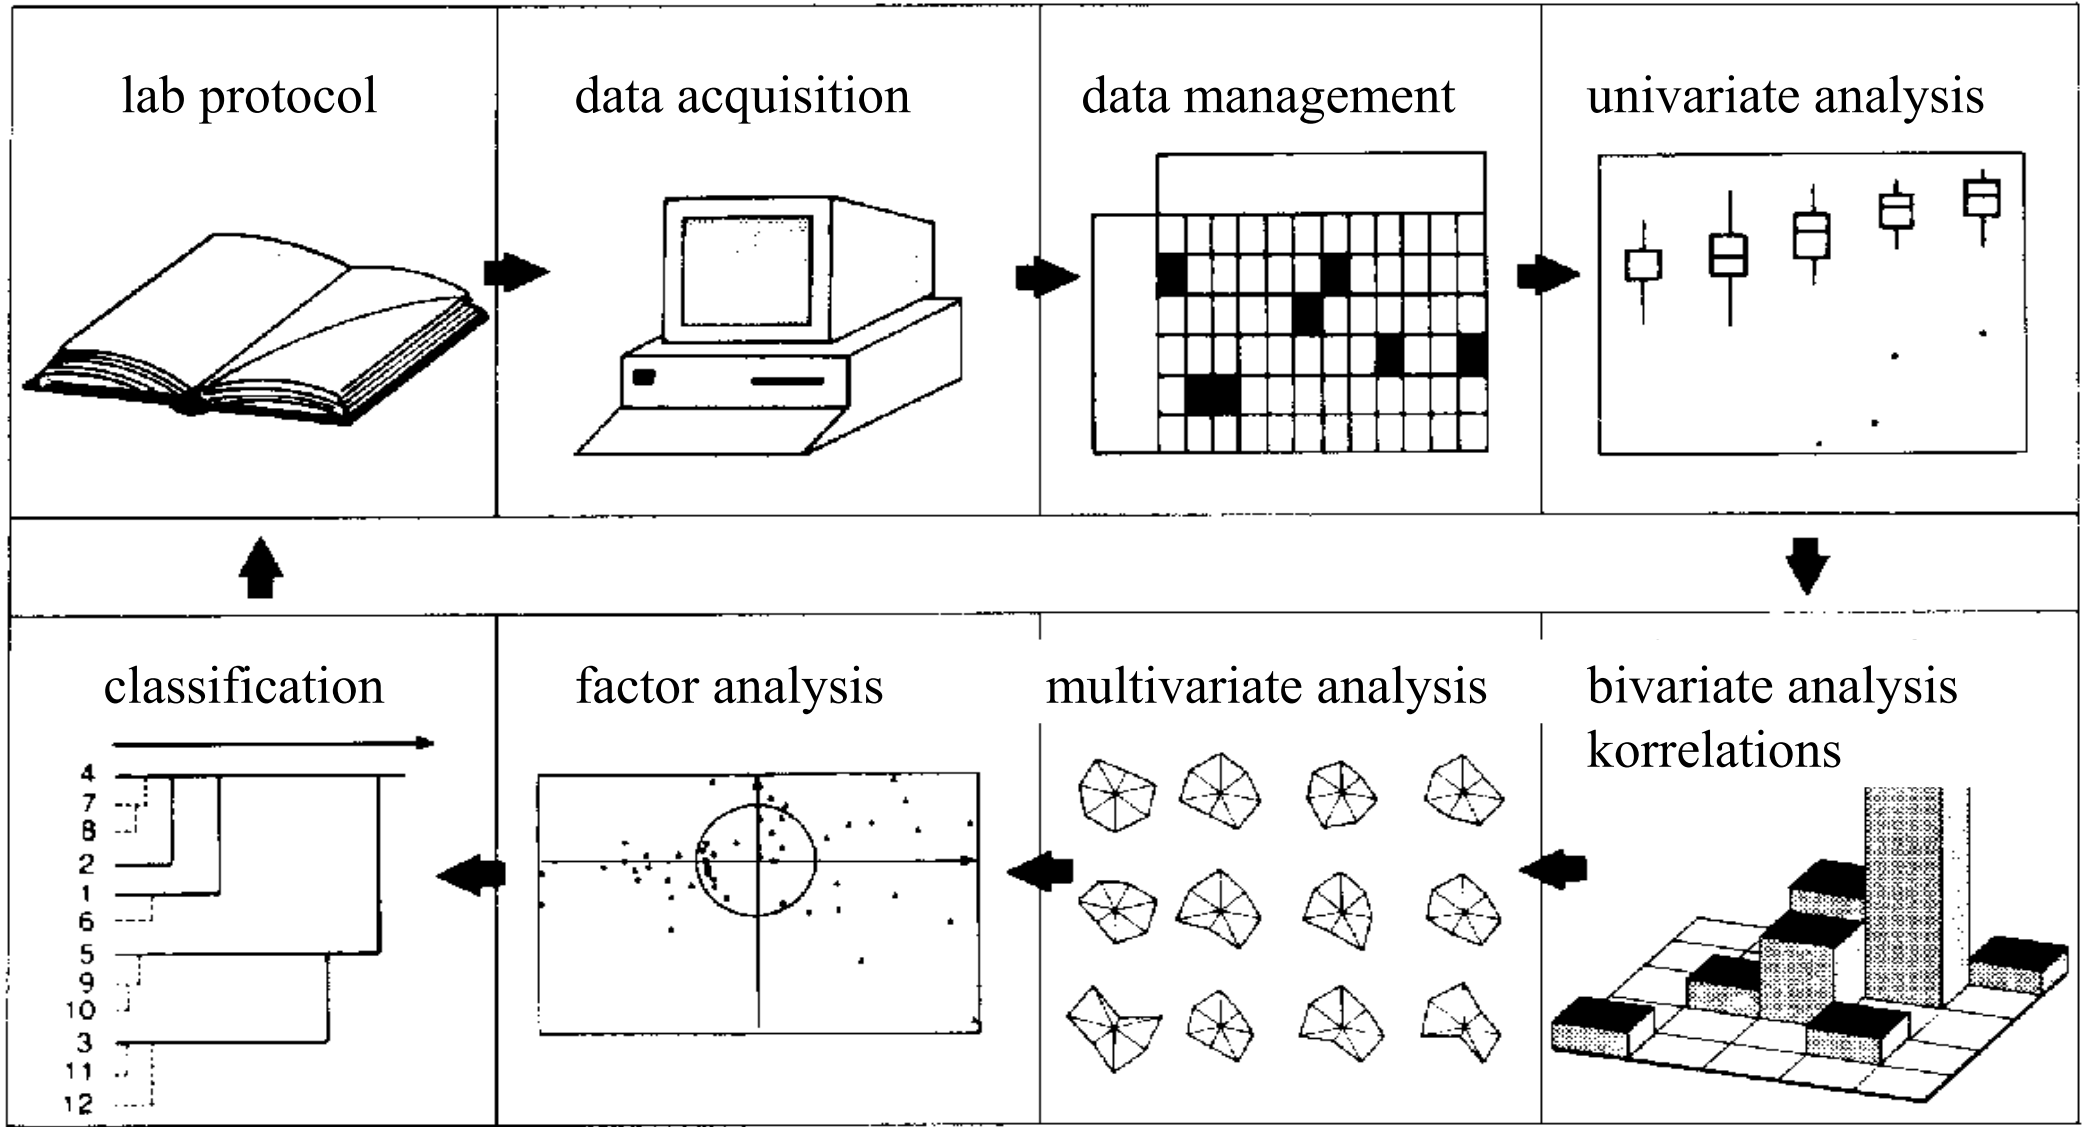 lab protocol
data acquisition
data management
univariate analysis
classification
factor analysis
multivariate analysis
bivariate analysis
korrelations
4
7
8
2
1
6
5
9
10
3
11
12